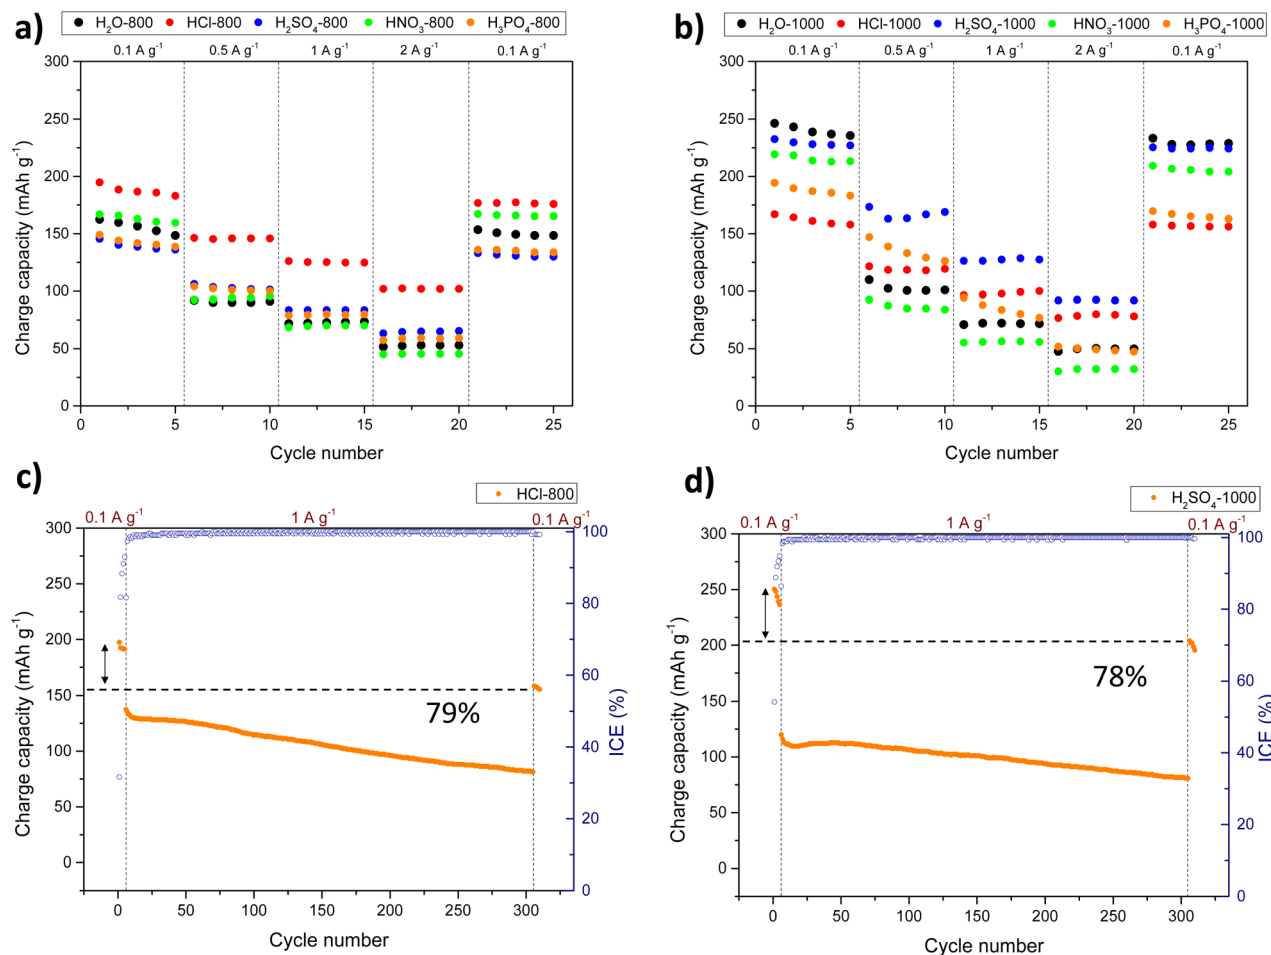 a)
H₂O-800 HCl-800 H₂SO₄-800 HNO₃-800 H₃PO₄-800
0.1 A g⁻¹ 0.5 A g⁻¹ 1 A g⁻¹ 2 A g⁻¹ 0.1 A g⁻¹
300
250
200
150
100
50
0
Charge capacity (mAh g⁻¹)
0 5 10 15 20 25
Cycle number
b)
H₂O-1000 HCl-1000 H₂SO₄-1000 HNO₃-1000 H₃PO₄-1000
0.1 A g⁻¹ 0.5 A g⁻¹ 1 A g⁻¹ 2 A g⁻¹ 0.1 A g⁻¹
300
250
200
150
100
50
0
Charge capacity (mAh g⁻¹)
0 5 10 15 20 25
Cycle number
c)
HCl-800
0.1 A g⁻¹ 1 A g⁻¹ 0.1 A g⁻¹
300
250
200
150
100
50
0
Charge capacity (mAh g⁻¹)
79%
100
80
60
40
20
0
ICE (%)
0 50 100 150 200 250 300
Cycle number
d)
H₂SO₄-1000
0.1 A g⁻¹ 1 A g⁻¹ 0.1 A g⁻¹
300
250
200
150
100
50
0
Charge capacity (mAh g⁻¹)
78%
100
80
60
40
20
0
ICE (%)
0 50 100 150 200 250 300
Cycle number